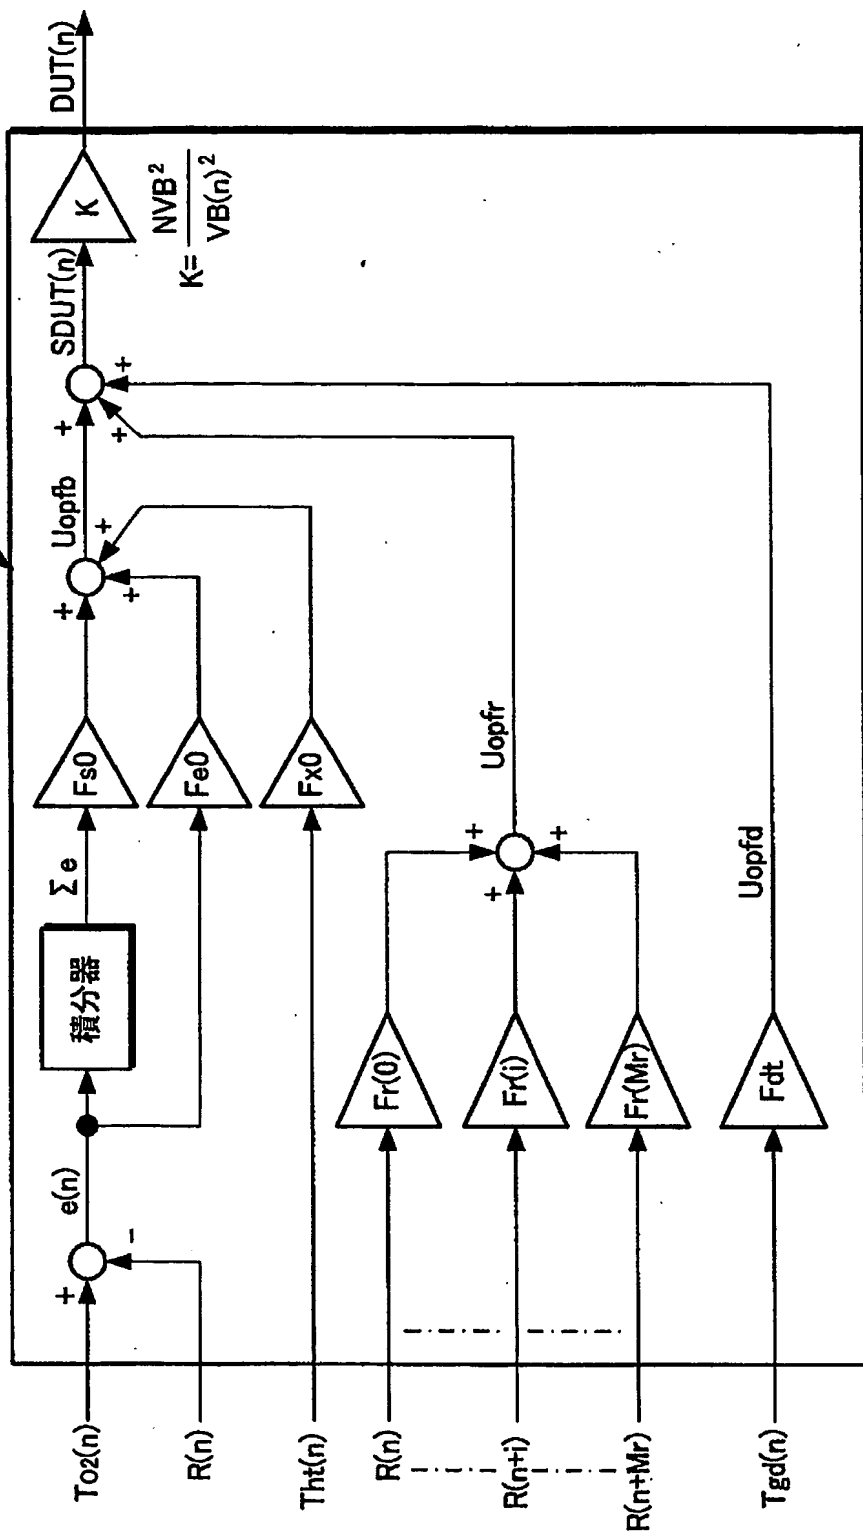 To2(n)
R(n)
Tht(n)
R(n)
R(n+i)
R(n+Mr)
Tgd(n)
+
-
e(n)
積分器
Σe
Fs0
Fe0
Fx0
+
+
+
Uopfb
Fr(0)
Fr(i)
Fr(Mr)
+
+
+
Uopfr
Fdt
Uopfd
+
+
+
SDUT(n)
K
K= NVB² / VB(n)²
DUT(n)